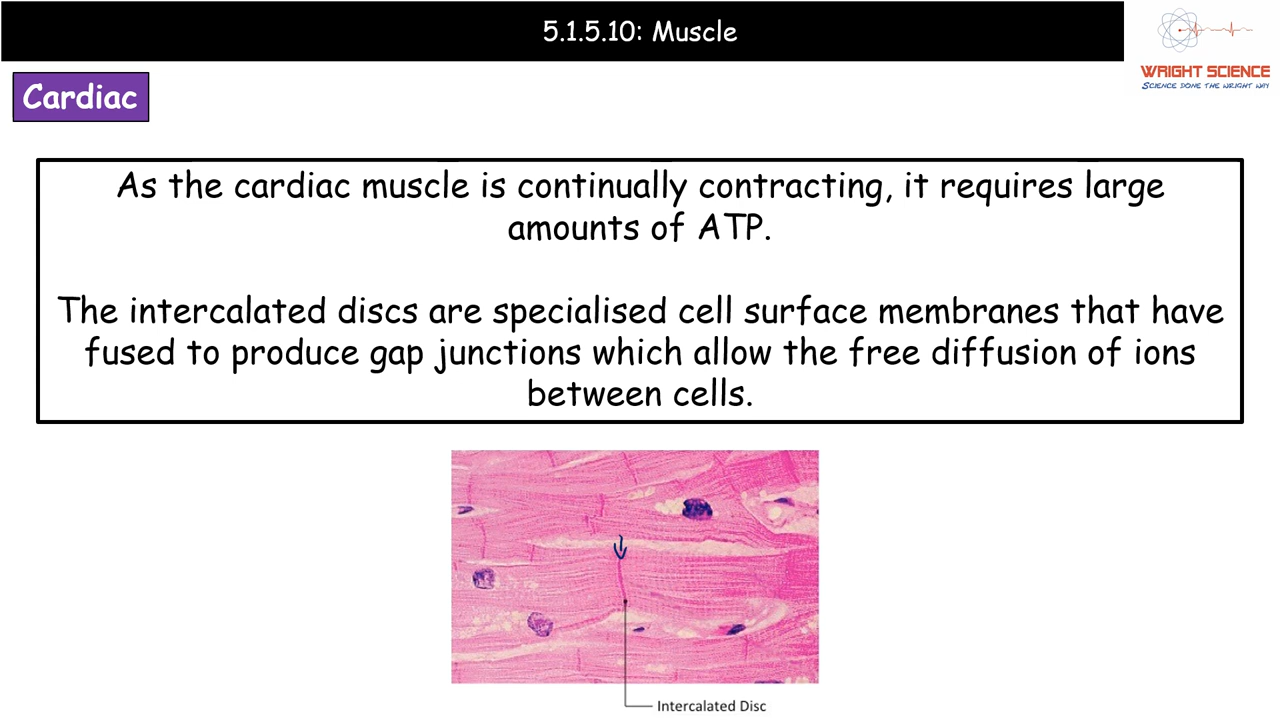 5.1.5.10: Muscle
WRIGHT SCIENCE
SCIENCE DONE THE WRIGHT WAY
Cardiac
As the cardiac muscle is continually contracting, it requires large
amounts of ATP.
The intercalated discs are specialised cell surface membranes that have
fused to produce gap junctions which allow the free diffusion of ions
between cells.
Intercalated Disc